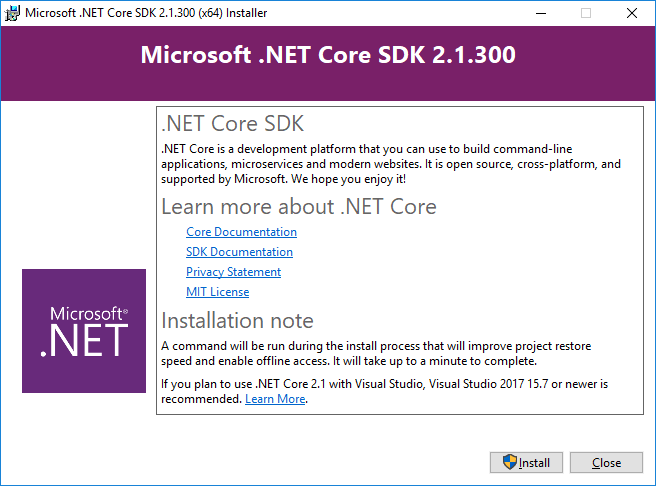 Microsoft .NET Core SDK 2.1.300 (x64) Installer
Microsoft .NET Core SDK 2.1.300
.NET Core SDK
.NET Core is a development platform that you can use to build command-line
applications, microservices and modern websites. It is open source, cross-platform, and
supported by Microsoft. We hope you enjoy it!
Learn more about .NET Core
Core Documentation
SDK Documentation
Privacy Statement
MIT License
Microsoft®
.NET
Installation note
A command will be run during the install process that will improve project restore
speed and enable offline access. It will take up to a minute to complete.
If you plan to use .NET Core 2.1 with Visual Studio, Visual Studio 2017 15.7 or newer is
recommended. Learn More.
Install
Close